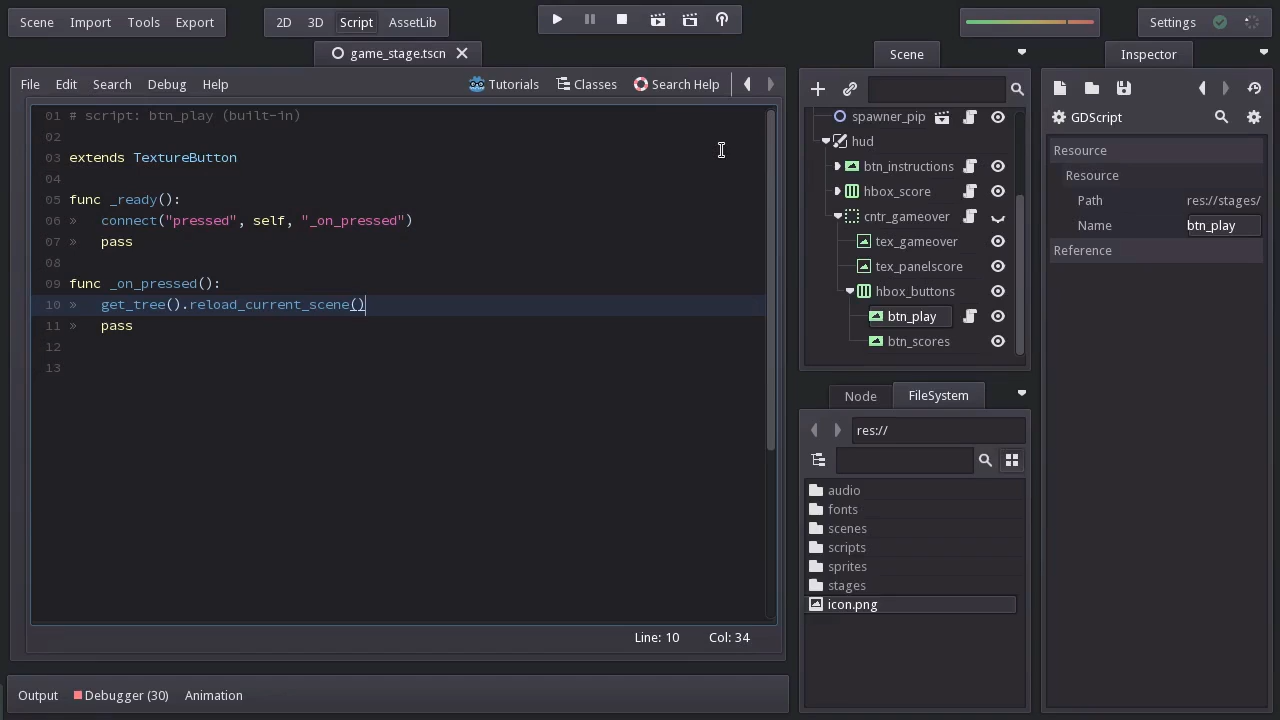 Scene Import Tools Export 2D 3D Script AssetLib Settings
game_stage.tscn
Scene
Inspector
File Edit Search Debug Help Tutorials Classes Search Help
GDScript
01 # script: btn_play (built-in)
02
03 extends TextureButton
04
05 func _ready():
06 » connect("pressed", self, "_on_pressed")
07 » pass
08
09 func _on_pressed():
10 » get_tree().reload_current_scene()
11 » pass
12
13
Line: 10 Col: 34
spawner_pip
hud
btn_instructions
hbox_score
cntr_gameover
tex_gameover
tex_panelscore
hbox_buttons
btn_play
btn_scores
Resource
Resource
Path res://stages/
Name btn_play
Reference
Node FileSystem
res://
audio
fonts
scenes
scripts
sprites
stages
icon.png
Output Debugger (30) Animation